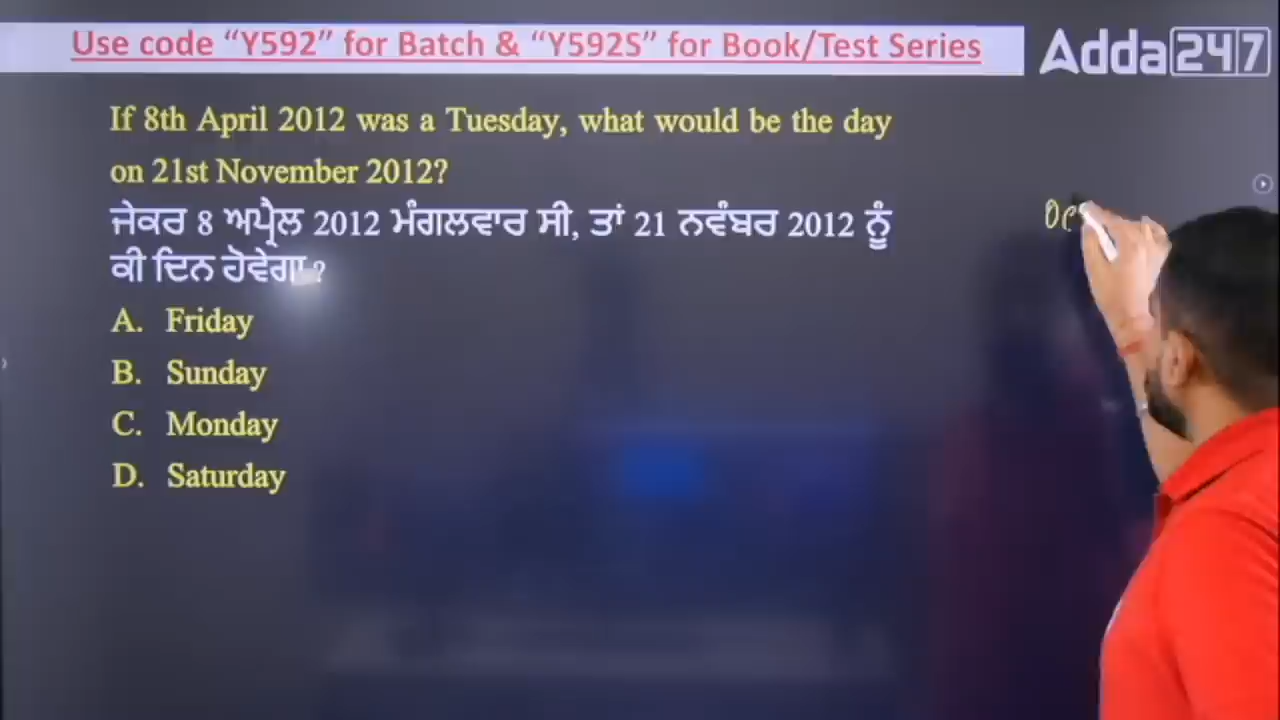 Use code “Y592” for Batch & “Y592S” for Book/Test Series
Adda247
If 8th April 2012 was a Tuesday, what would be the day
on 21st November 2012?
ਜੇਕਰ 8 ਅਪ੍ਰੈਲ 2012 ਮੰਗਲਵਾਰ ਸੀ, ਤਾਂ 21 ਨਵੰਬਰ 2012 ਨੂੰ
ਕੀ ਦਿਨ ਹੋਵੇਗਾ ?
A. Friday
B. Sunday
C. Monday
D. Saturday